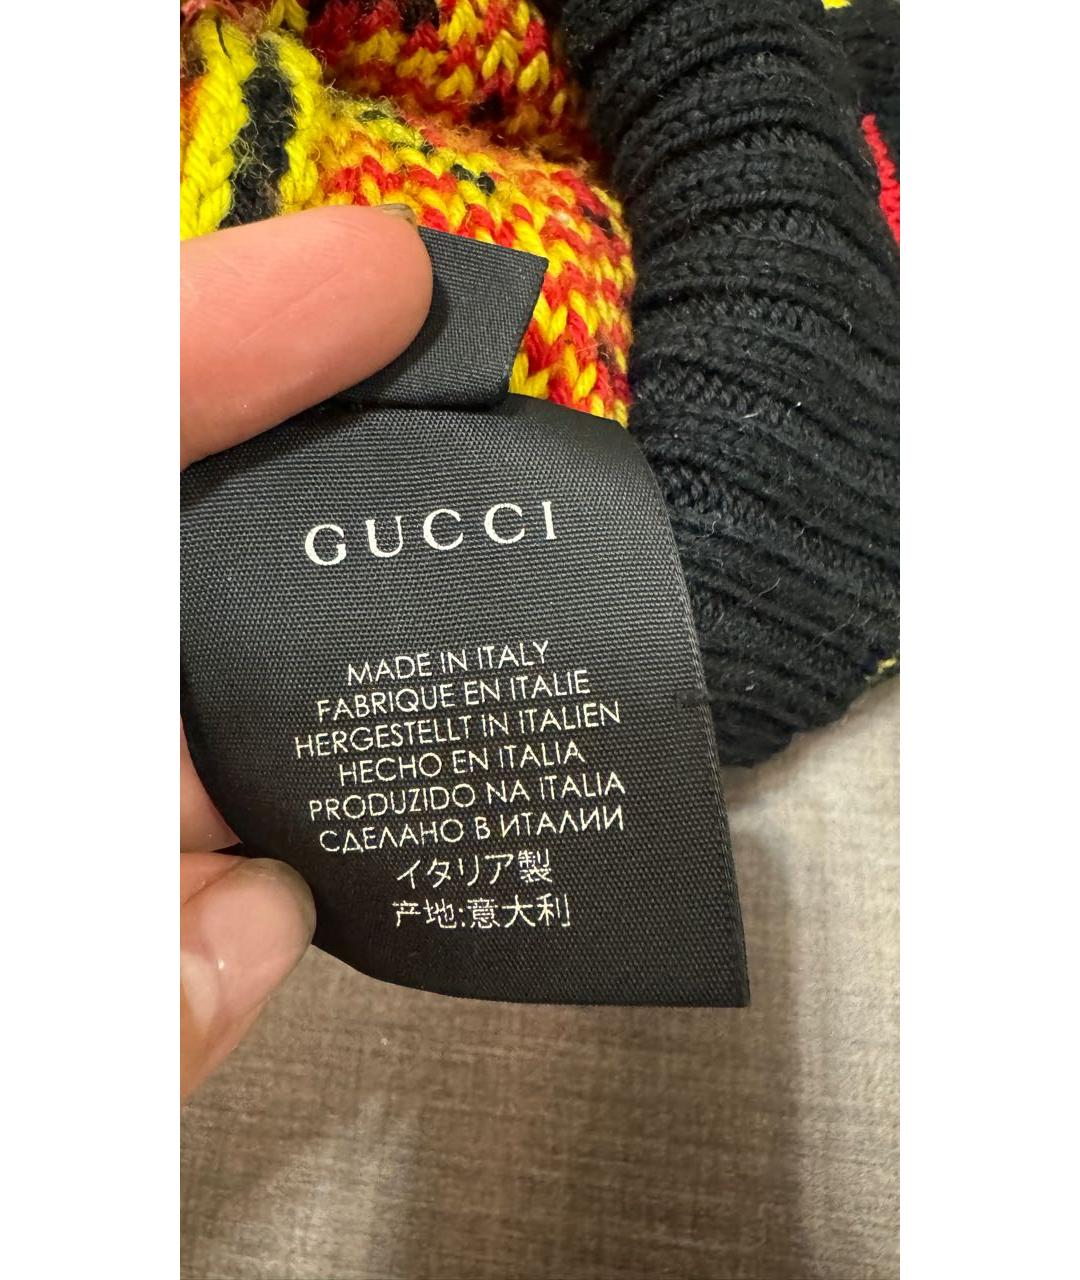 GUCCI
MADE IN ITALY
FABRIQUE EN ITALIE
HERGESTELLT IN ITALIEN
HECHO EN ITALIA
PRODUZIDO NA ITALIA
СДЕЛАНО В ИТАЛИИ
イタリア製
产地:意大利